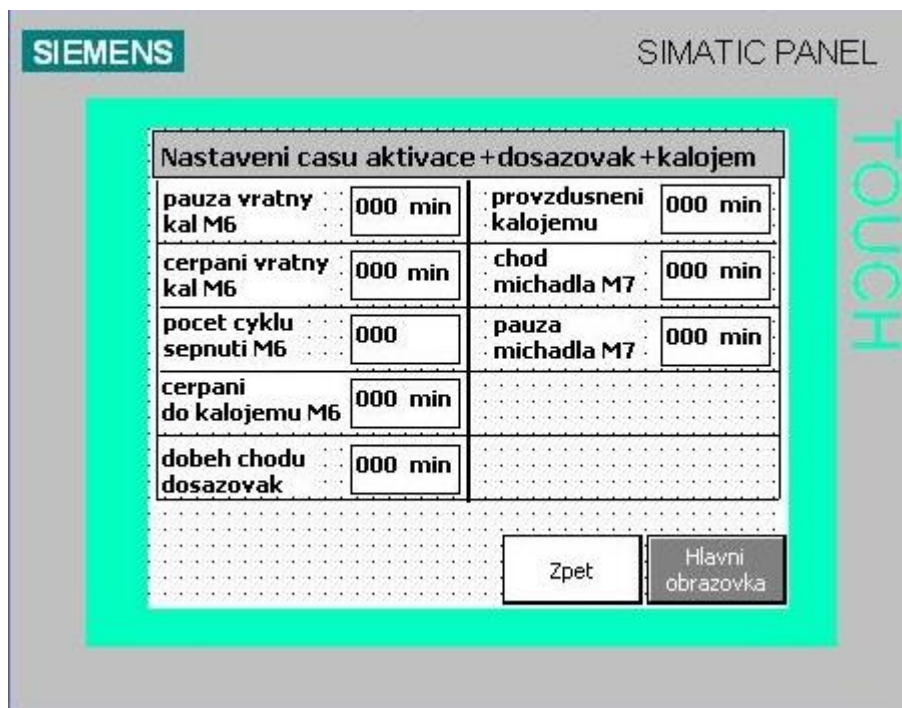 SIEMENS
SIMATIC PANEL
TOUCH
Nastaveni casu aktivace+dosazovak+kalojem
pauza vratny
kal M6
000 min
provzdusneni
kalojemu
000 min
cerpani vratny
kal M6
000 min
chod
michadla M7
000 min
pocet cyklu
sepnuti M6
000
pauza
michadla M7
000 min
cerpani
do kalojemu M6
000 min
dobeh chodu
dosazovak
000 min
Zpet
Hlavni
obrazovka